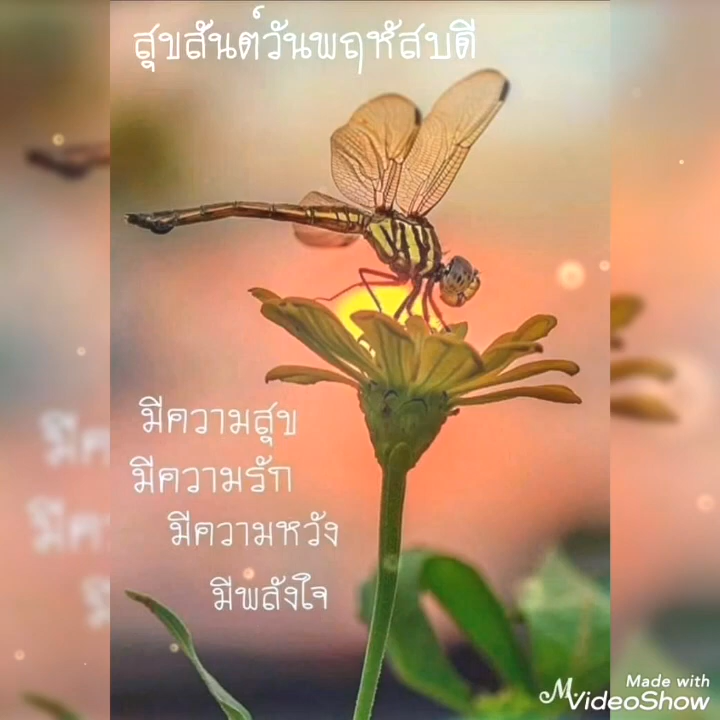 สุขสันต์วันพฤหัสบดี
มีความสุข
มีความรัก
มีความหวัง
มีพลังใจ
Made with
VideoShow